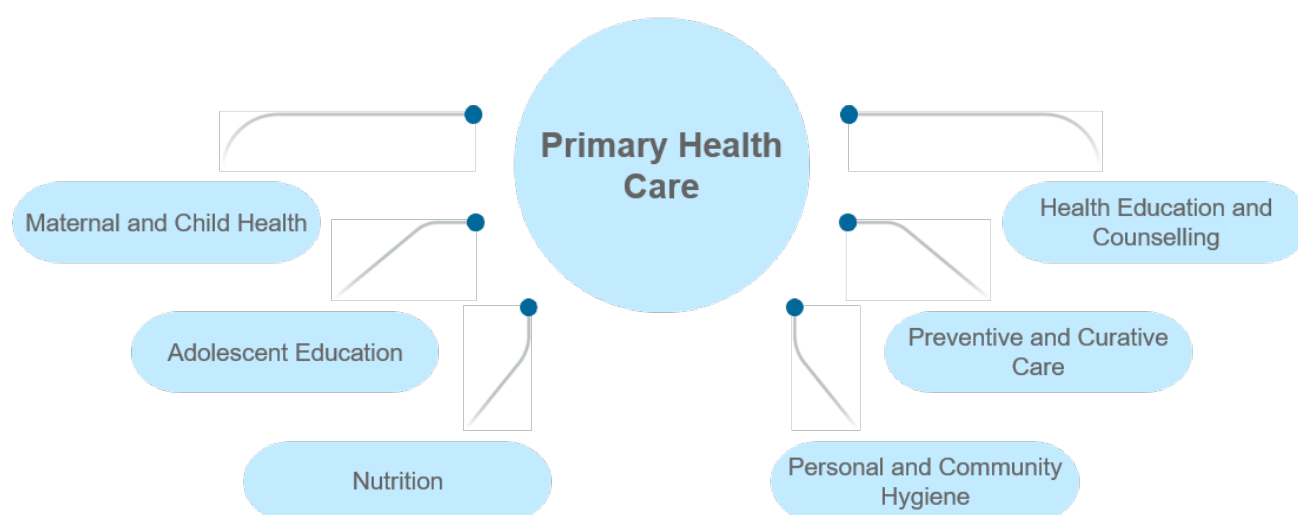 Primary Health
Care
Maternal and Child Health
Adolescent Education
Nutrition
Health Education and
Counselling
Preventive and Curative
Care
Personal and Community
Hygiene